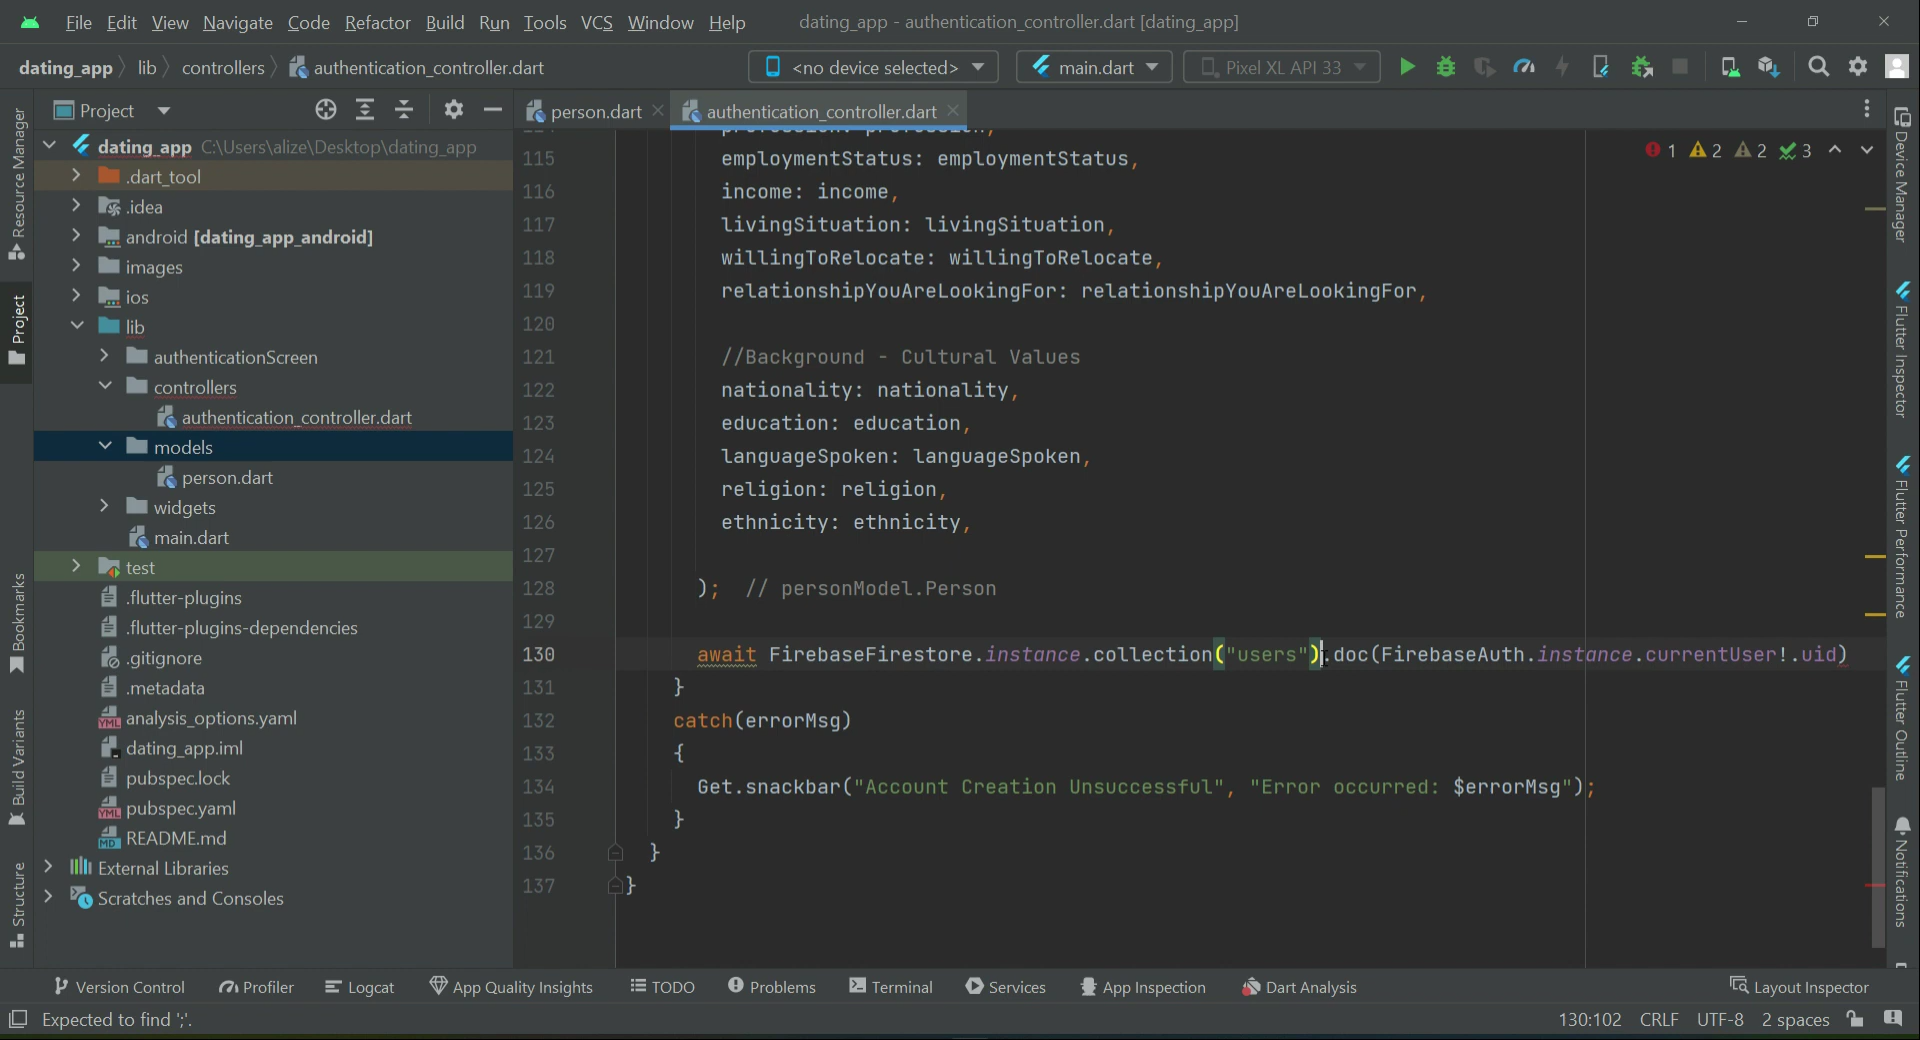 File Edit View Navigate Code Refactor Build Run Tools VCS Window Help dating_app - authentication_controller.dart [dating_app]
dating_app lib controllers authentication_controller.dart <no device selected> main.dart Pixel XL API 33
Project person.dart authentication_controller.dart
Resource Manager
Project
Bookmarks
Build Variants
Structure
dating_app C:\Users\alize\Desktop\dating_app
.dart_tool
.idea
android [dating_app_android]
images
ios
lib
authenticationScreen
controllers
authentication_controller.dart
models
person.dart
widgets
main.dart
test
.flutter-plugins
.flutter-plugins-dependencies
.gitignore
.metadata
analysis_options.yaml
dating_app.iml
pubspec.lock
pubspec.yaml
README.md
External Libraries
Scratches and Consoles
1 2 2 3
115 employmentStatus: employmentStatus,
116 income: income,
117 livingSituation: livingSituation,
118 willingToRelocate: willingToRelocate,
119 relationshipYouAreLookingFor: relationshipYouAreLookingFor,
120
121 //Background - Cultural Values
122 nationality: nationality,
123 education: education,
124 languageSpoken: languageSpoken,
125 religion: religion,
126 ethnicity: ethnicity,
127
128 ); // personModel.Person
129
130 await FirebaseFirestore.instance.collection("users").doc(FirebaseAuth.instance.currentUser!.uid)
131 }
132 catch(errorMsg)
133 {
134 Get.snackbar("Account Creation Unsuccessful", "Error occurred: $errorMsg");
135 }
136 }
137 }
Device Manager
Flutter Inspector
Flutter Performance
Flutter Outline
Notifications
Version Control Profiler Logcat App Quality Insights TODO Problems Terminal Services App Inspection Dart Analysis Layout Inspector
Expected to find ';'. 130:102 CRLF UTF-8 2 spaces